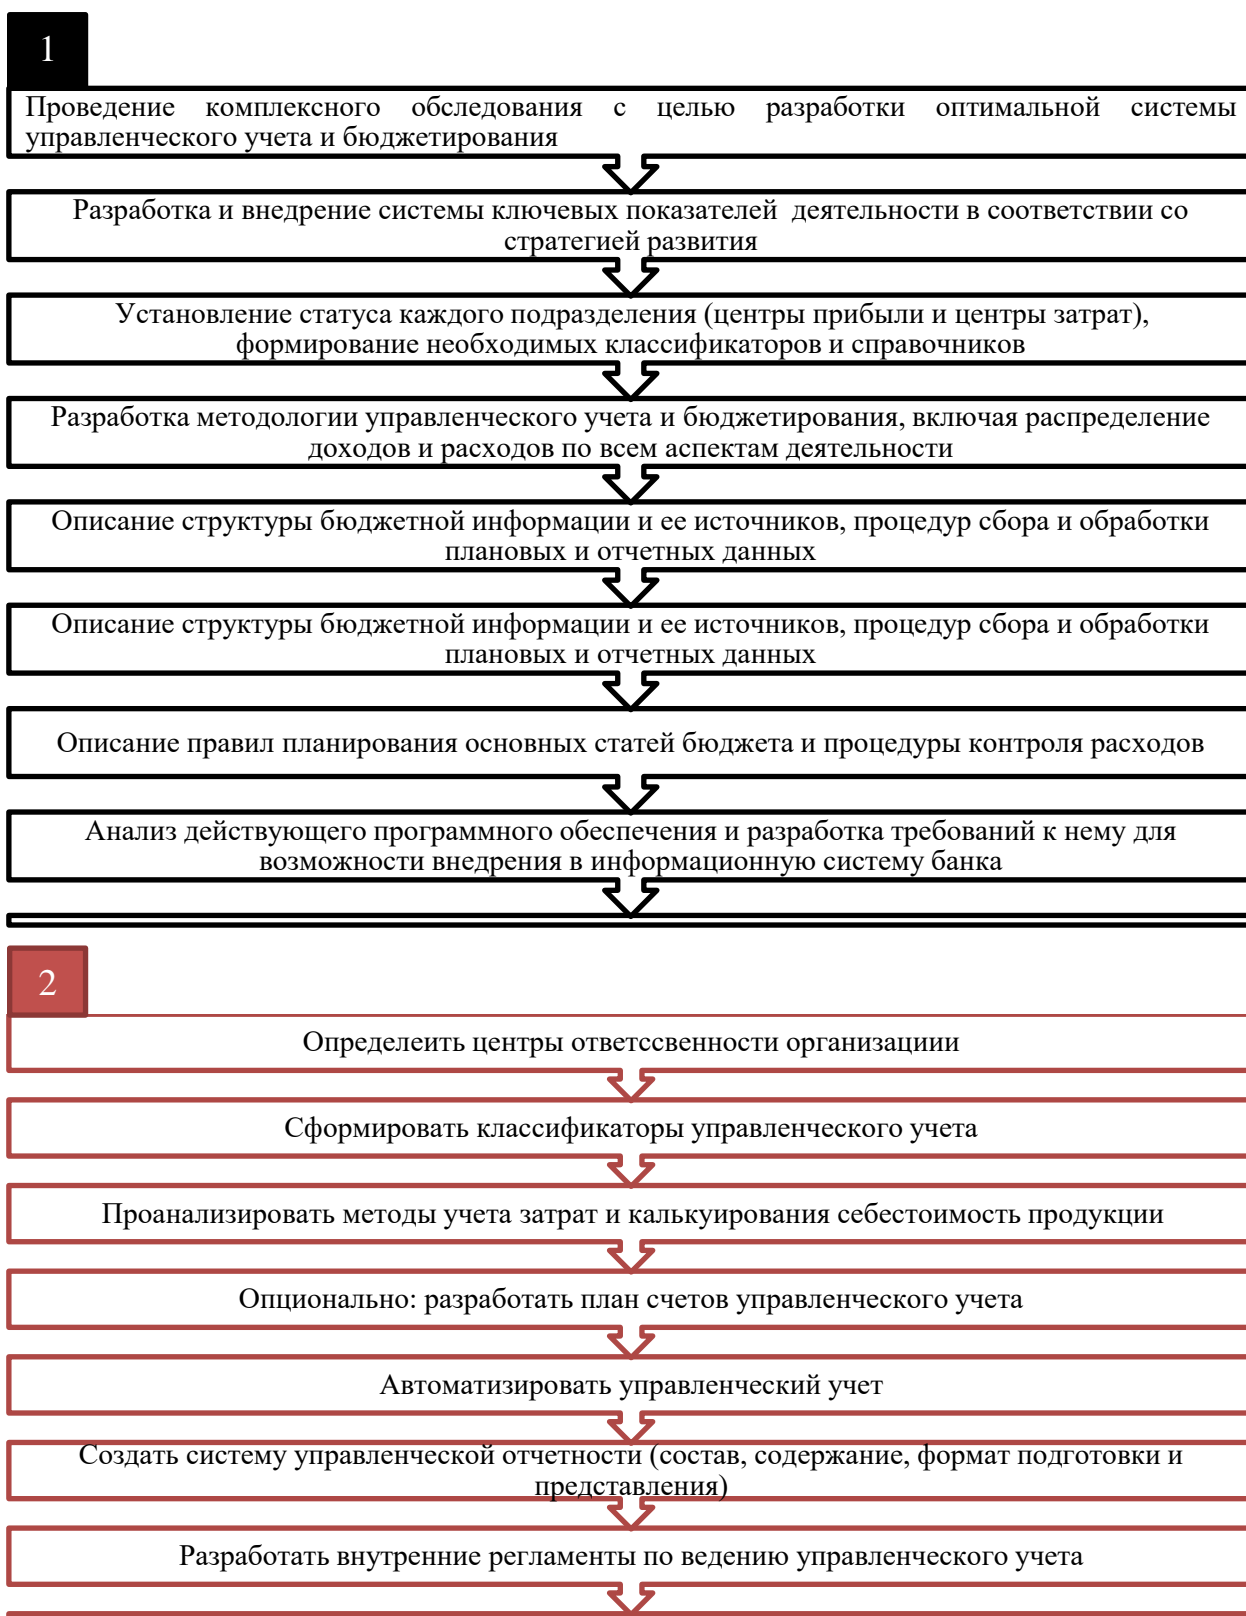 1
Проведение комплексного обследования с целью разработки оптимальной системы
управленческого учета и бюджетирования
Разработка и внедрение системы ключевых показателей деятельности в соответствии со
стратегией развития
Установление статуса каждого подразделения (центры прибыли и центры затрат),
формирование необходимых классификаторов и справочников
Разработка методологии управленческого учета и бюджетирования, включая распределение
доходов и расходов по всем аспектам деятельности
Описание структуры бюджетной информации и ее источников, процедур сбора и обработки
плановых и отчетных данных
Описание структуры бюджетной информации и ее источников, процедур сбора и обработки
плановых и отчетных данных
Описание правил планирования основных статей бюджета и процедуры контроля расходов
Анализ действующего программного обеспечения и разработка требований к нему для
возможности внедрения в информационную систему банка
2
Определеить центры ответссвенности организациии
Сформировать классификаторы управленческого учета
Проанализировать методы учета затрат и калькуирования себестоимость продукции
Опционально: разработать план счетов управленческого учета
Автоматизировать управленческий учет
Создать систему управленческой отчетности (состав, содержание, формат подготовки и
представления)
Разработать внутренние регламенты по ведению управленческого учета